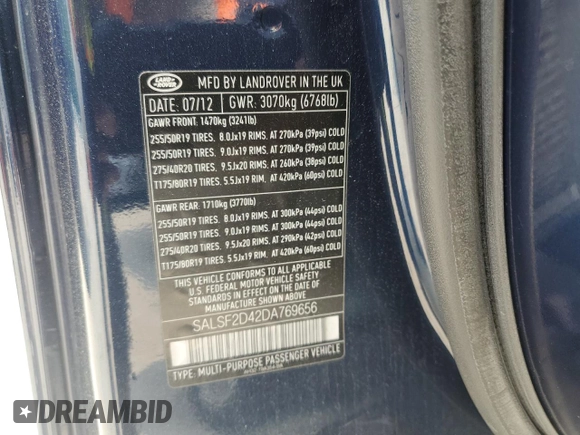 LAND
ROVER
MFD BY LANDROVER IN THE UK
DATE: 07/12 GWR: 3070kg (6768lb)
GAWR FRONT: 1470kg (3241lb)
255/50R19 TIRES, 8.0Jx19 RIMS, AT 270kPa (39psi) COLD
255/50R19 TIRES, 9.0Jx19 RIMS, AT 270kPa (39psi) COLD
275/40R20 TIRES, 9.5Jx20 RIMS, AT 260kPa (38psi) COLD
T175/80R19 TIRES, 5.5Jx19 RIM, AT 420kPa (60psi) COLD
GAWR REAR: 1710kg (3770lb)
255/50R19 TIRES, 8.0Jx19 RIMS, AT 300kPa (44psi) COLD
255/50R19 TIRES, 9.0Jx19 RIMS, AT 300kPa (44psi) COLD
275/40R20 TIRES, 9.5Jx20 RIMS, AT 290kPa (42psi) COLD
T175/80R19 TIRES, 5.5Jx19 RIM, AT 420kPa (60psi) COLD
THIS VEHICLE CONFORMS TO ALL APPLICABLE
U.S. FEDERAL MOTOR VEHICLE SAFETY
STANDARDS IN EFFECT ON THE DATE OF
MANUFACTURE SHOWN ABOVE.
SALSF2D42DA769656
TYPE: MULTI-PURPOSE PASSENGER VEHICLE
DREAMBID